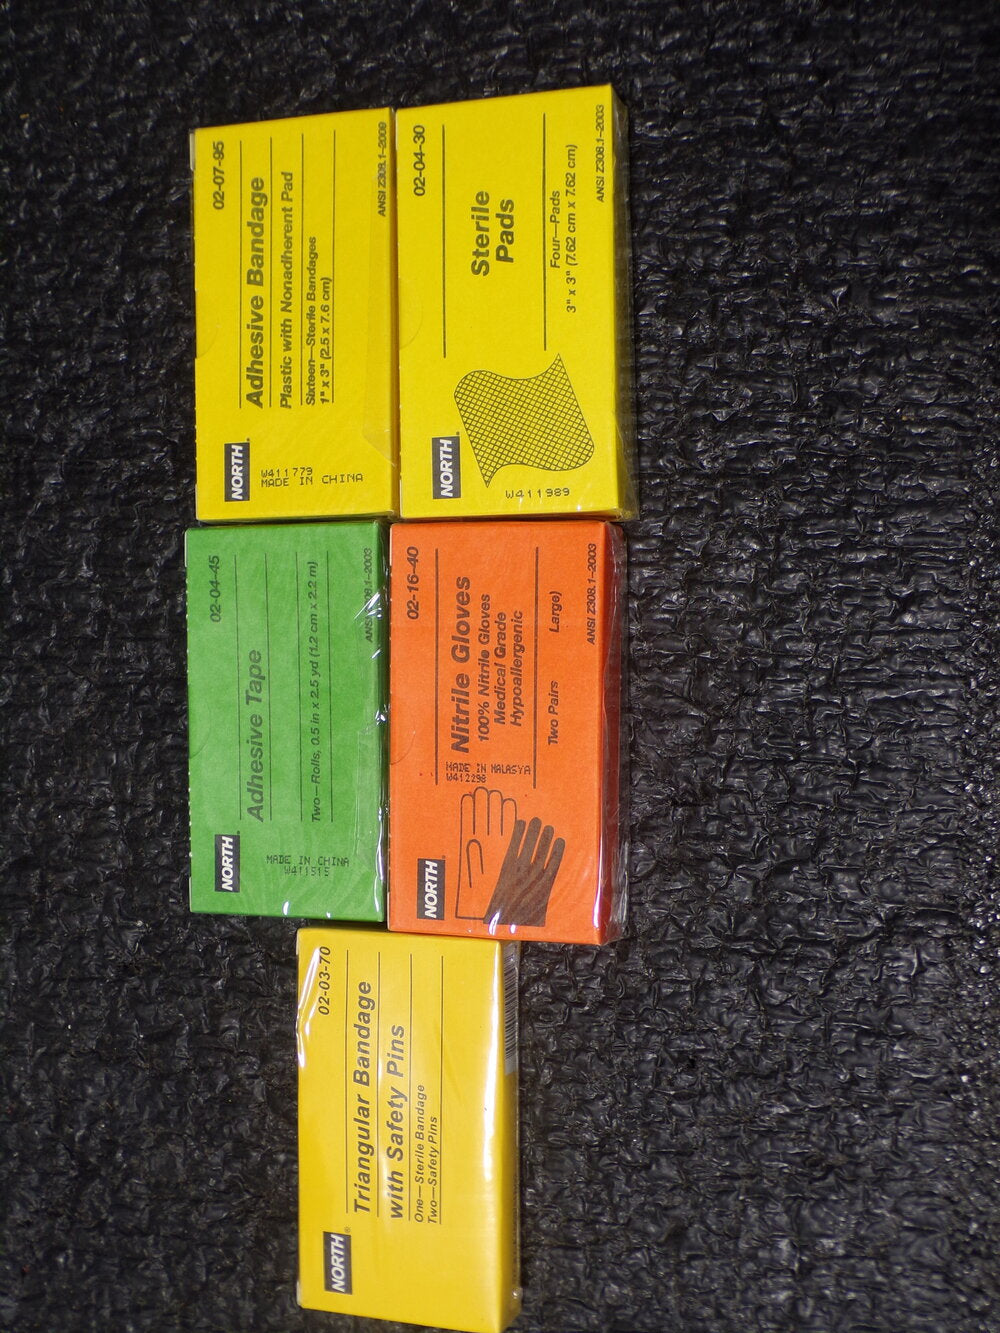 02-07-95
Adhesive Bandage
Plastic with Nonadherent Pad
Sixteen—Sterile Bandages
1" x 3" (2.5 x 7.6 cm)
ANSI Z308.1–2009
NORTH
W411779
MADE IN CHINA
02-04-30
Sterile
Pads
Four—Pads
3" x 3" (7.62 cm x 7.62 cm)
ANSI Z308.1–2003
NORTH
W411989
02-04-45
Adhesive Tape
Two—Rolls, 0.5 in x 2.5 yd (1.2 cm x 2.2 m)
ANSI Z308.1–2003
NORTH
MADE IN CHINA
W411515
02-16-40
Nitrile Gloves
100% Nitrile Gloves
Medical Grade
Hypoallergenic
Two Pairs Large)
ANSI Z308.1–2003
MADE IN MALASYA
W412298
NORTH
02-03-70
Triangular Bandage
with Safety Pins
One—Sterile Bandage
Two—Safety Pins
NORTH®